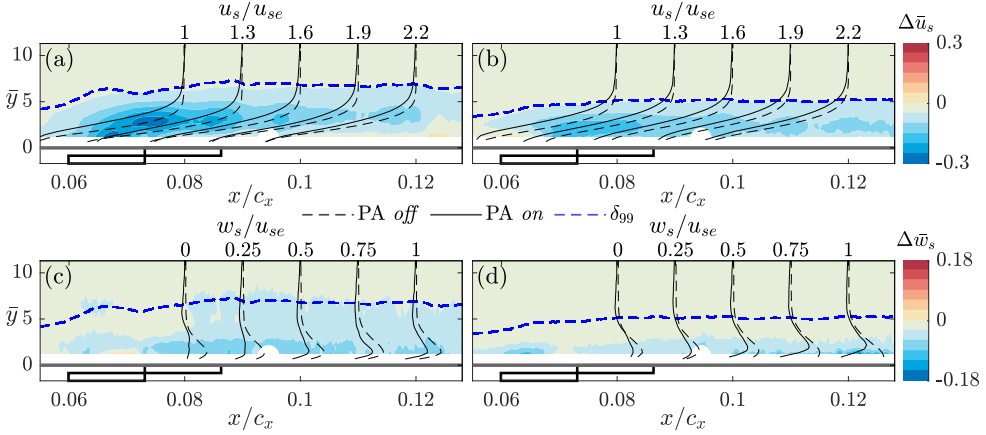 u_s/u_se u_s/u_se
1 1.3 1.6 1.9 2.2 1 1.3 1.6 1.9 2.2 Δū_s
10 (a) (b) 0.3
ȳ 5 0
0 -0.3
0.06 0.08 0.1 0.12 0.06 0.08 0.1 0.12
x/c_x x/c_x
PA off PA on δ_99
w_s/u_se w_s/u_se
0 0.25 0.5 0.75 1 0 0.25 0.5 0.75 1 Δw̄_s
10 (c) (d) 0.18
ȳ 5 0
0 -0.18
0.06 0.08 0.1 0.12 0.06 0.08 0.1 0.12
x/c_x x/c_x